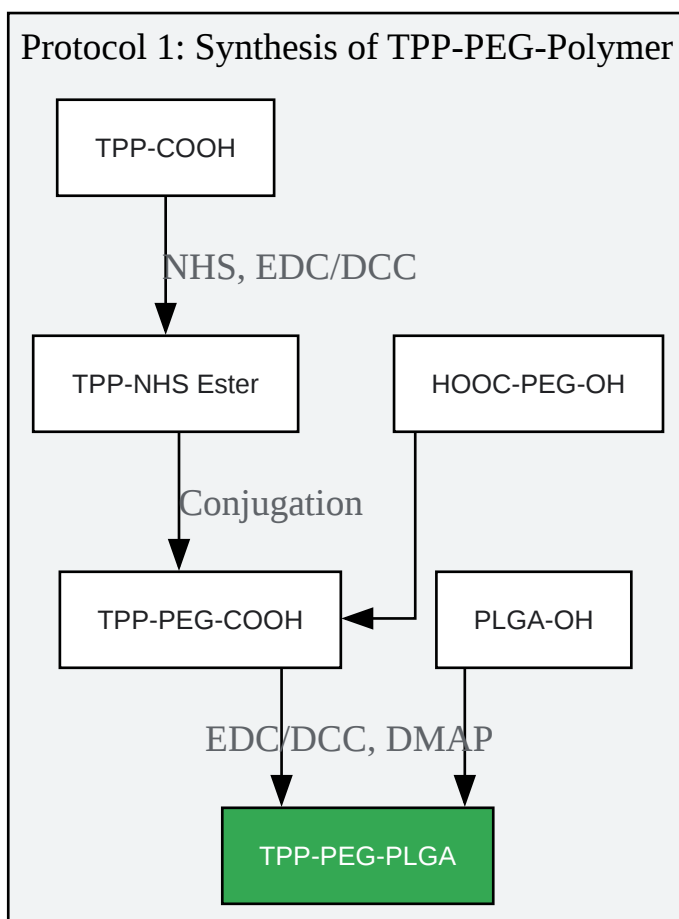 Protocol 1: Synthesis of TPP-PEG-Polymer
TPP-COOH
NHS, EDC/DCC
TPP-NHS Ester
HOOC-PEG-OH
Conjugation
TPP-PEG-COOH
PLGA-OH
EDC/DCC, DMAP
TPP-PEG-PLGA